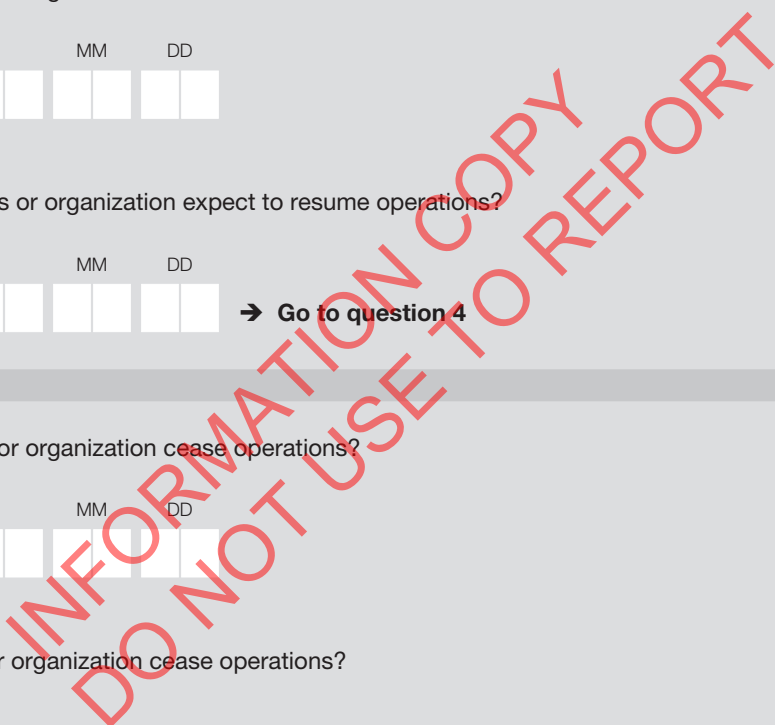 MM DD
s or organization expect to resume operations?
MM DD
➔ Go to question 4
or organization cease operations?
MM DD
r organization cease operations?
INFORMATION COPY
DO NOT USE TO REPORT